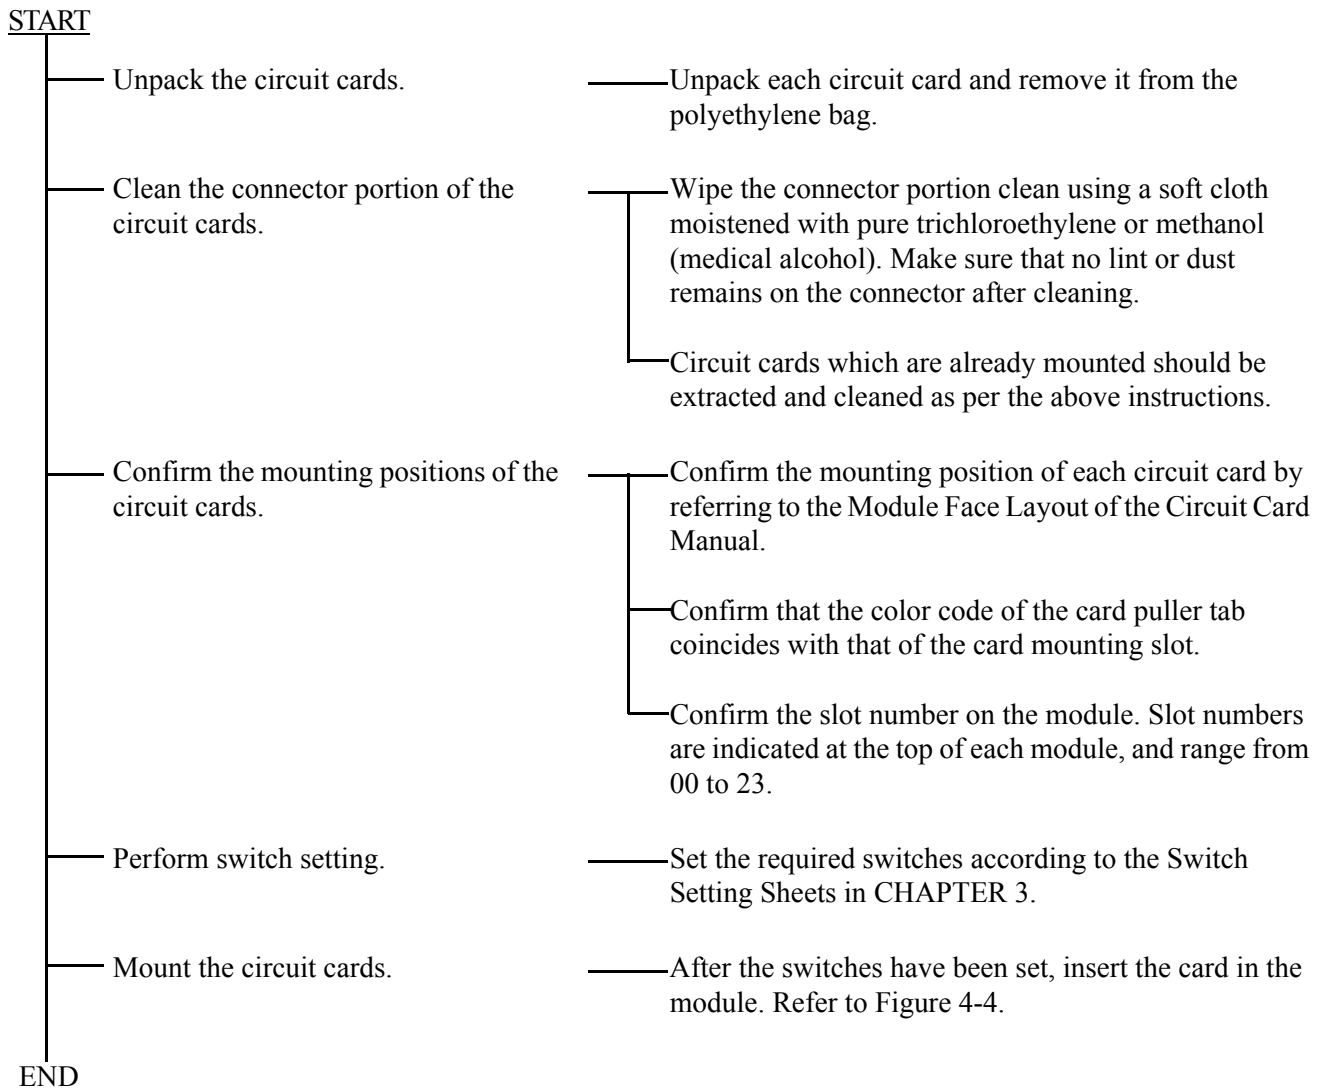 START
Unpack the circuit cards.
Unpack each circuit card and remove it from the
polyethylene bag.
Clean the connector portion of the
circuit cards.
Wipe the connector portion clean using a soft cloth
moistened with pure trichloroethylene or methanol
(medical alcohol). Make sure that no lint or dust
remains on the connector after cleaning.
Circuit cards which are already mounted should be
extracted and cleaned as per the above instructions.
Confirm the mounting positions of the
circuit cards.
Confirm the mounting position of each circuit card by
referring to the Module Face Layout of the Circuit Card
Manual.
Confirm that the color code of the card puller tab
coincides with that of the card mounting slot.
Confirm the slot number on the module. Slot numbers
are indicated at the top of each module, and range from
00 to 23.
Perform switch setting.
Set the required switches according to the Switch
Setting Sheets in CHAPTER 3.
Mount the circuit cards.
After the switches have been set, insert the card in the
module. Refer to Figure 4-4.
END